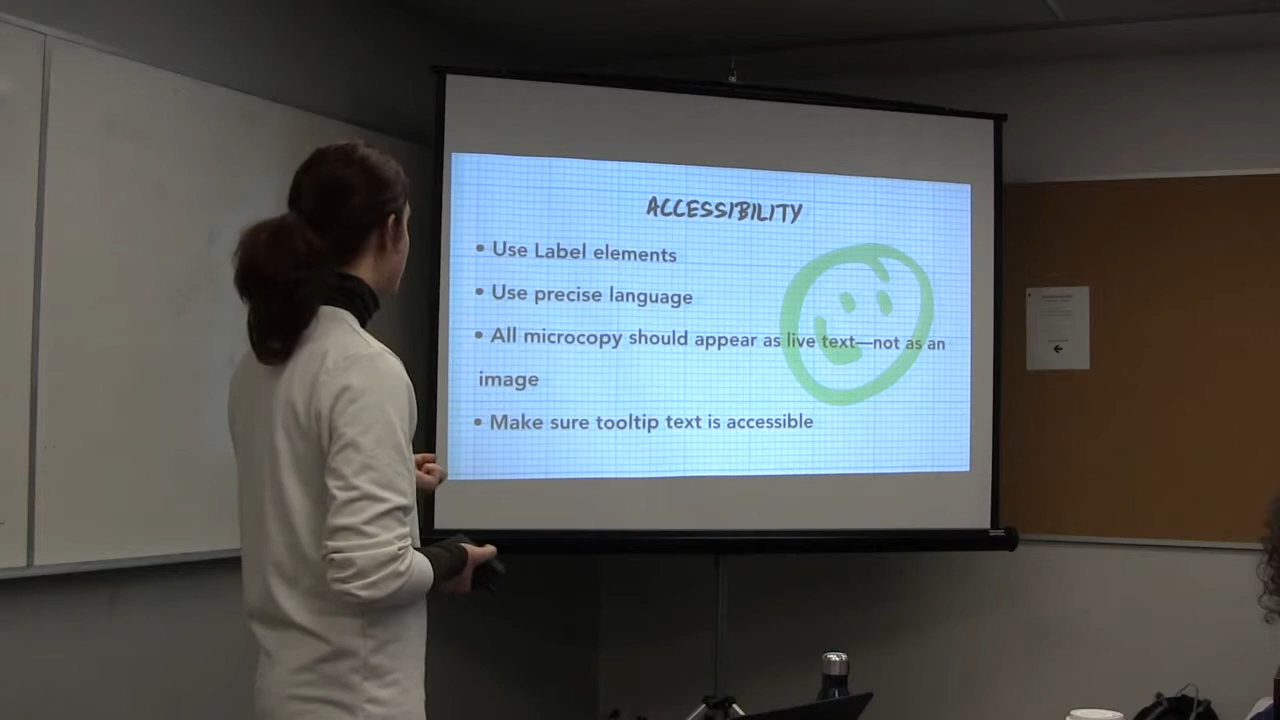 ACCESSIBILITY
• Use Label elements
• Use precise language
• All microcopy should appear as live text—not as an
image
• Make sure tooltip text is accessible